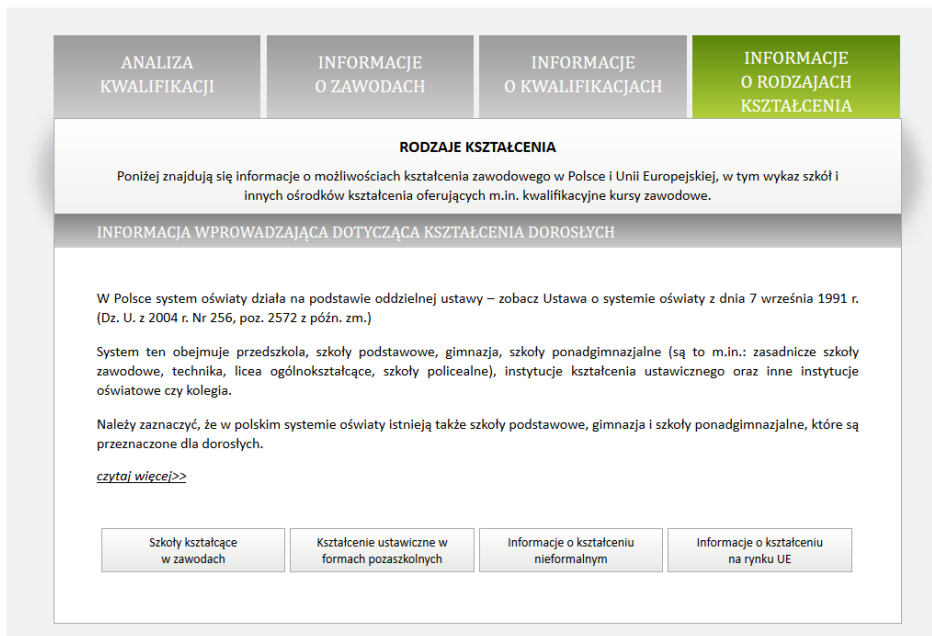 ANALIZA
KWALIFIKACJI
INFORMACJE
O ZAWODACH
INFORMACJE
O KWALIFIKACJACH
INFORMACJE
O RODZAJACH
KSZTAŁCENIA
RODZAJE KSZTAŁCENIA
Poniżej znajdują się informacje o możliwościach kształcenia zawodowego w Polsce i Unii Europejskiej, w tym wykaz szkół i
innych ośrodków kształcenia oferujących m.in. kwalifikacyjne kursy zawodowe.
INFORMACJA WPROWADZAJĄCA DOTYCZĄCA KSZTAŁCENIA DOROSŁYCH
W Polsce system oświaty działa na podstawie oddzielnej ustawy – zobacz Ustawa o systemie oświaty z dnia 7 września 1991 r.
(Dz. U. z 2004 r. Nr 256, poz. 2572 z późn. zm.)
System ten obejmuje przedszkola, szkoły podstawowe, gimnazja, szkoły ponadgimnazjalne (są to m.in.: zasadnicze szkoły
zawodowe, technika, licea ogólnokształcące, szkoły policealne), instytucje kształcenia ustawicznego oraz inne instytucje
oświatowe czy kolegia.
Należy zaznaczyć, że w polskim systemie oświaty istnieją także szkoły podstawowe, gimnazja i szkoły ponadgimnazjalne, które są
przeznaczone dla dorosłych.
czytaj więcej>>
Szkoły kształcące
w zawodach
Kształcenie ustawiczne w
formach pozaszkolnych
Informacje o kształceniu
nieformalnym
Informacje o kształceniu
na rynku UE